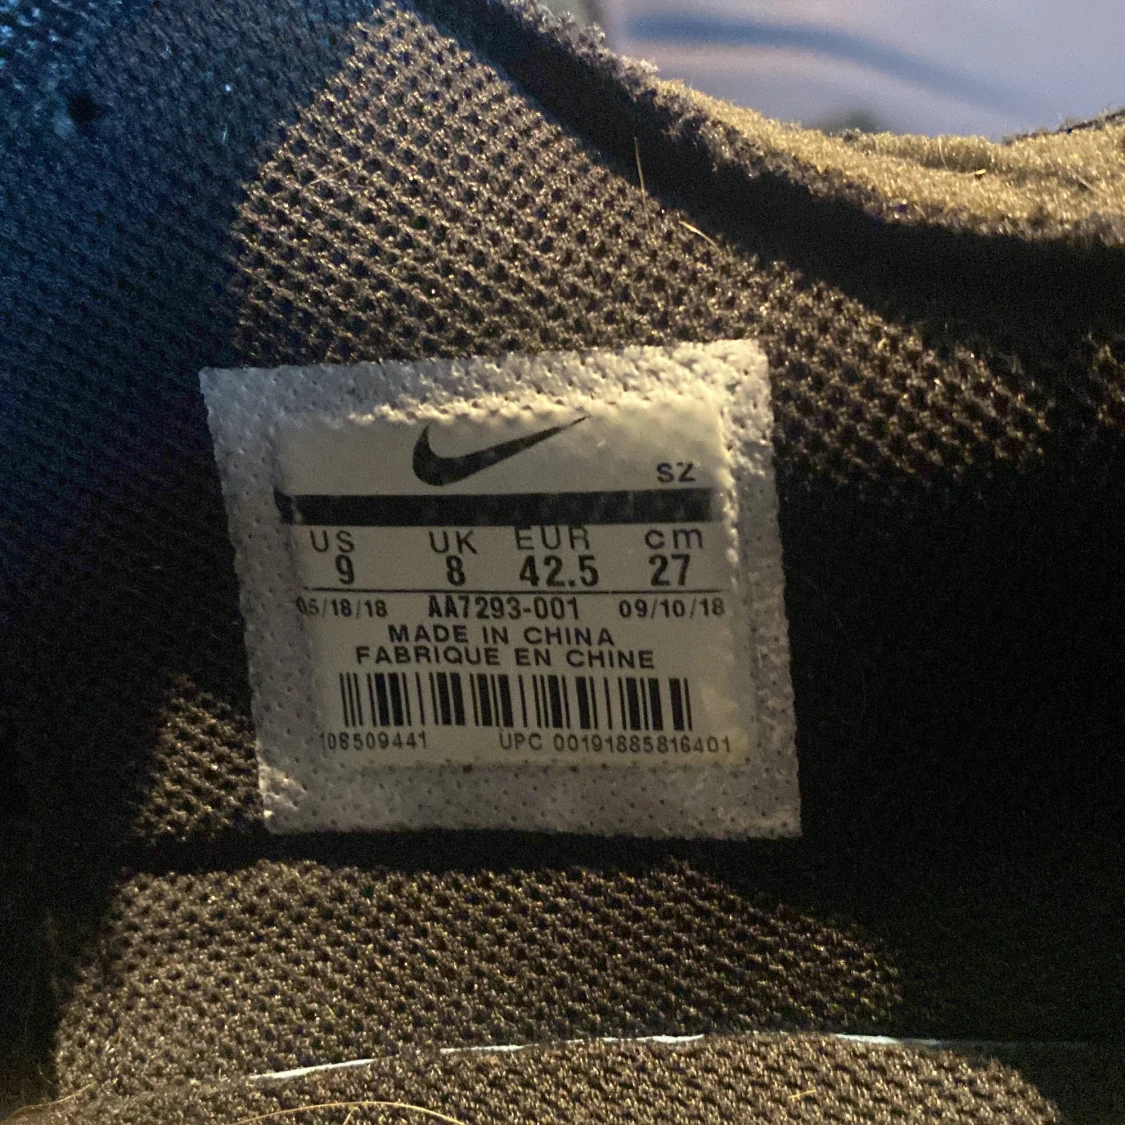 SZ
US UK EUR cm
9 8 42.5 27
05/18/18 AA7293-001 09/10/18
MADE IN CHINA
FABRIQUE EN CHINE
108509441 UPC 00191885816401